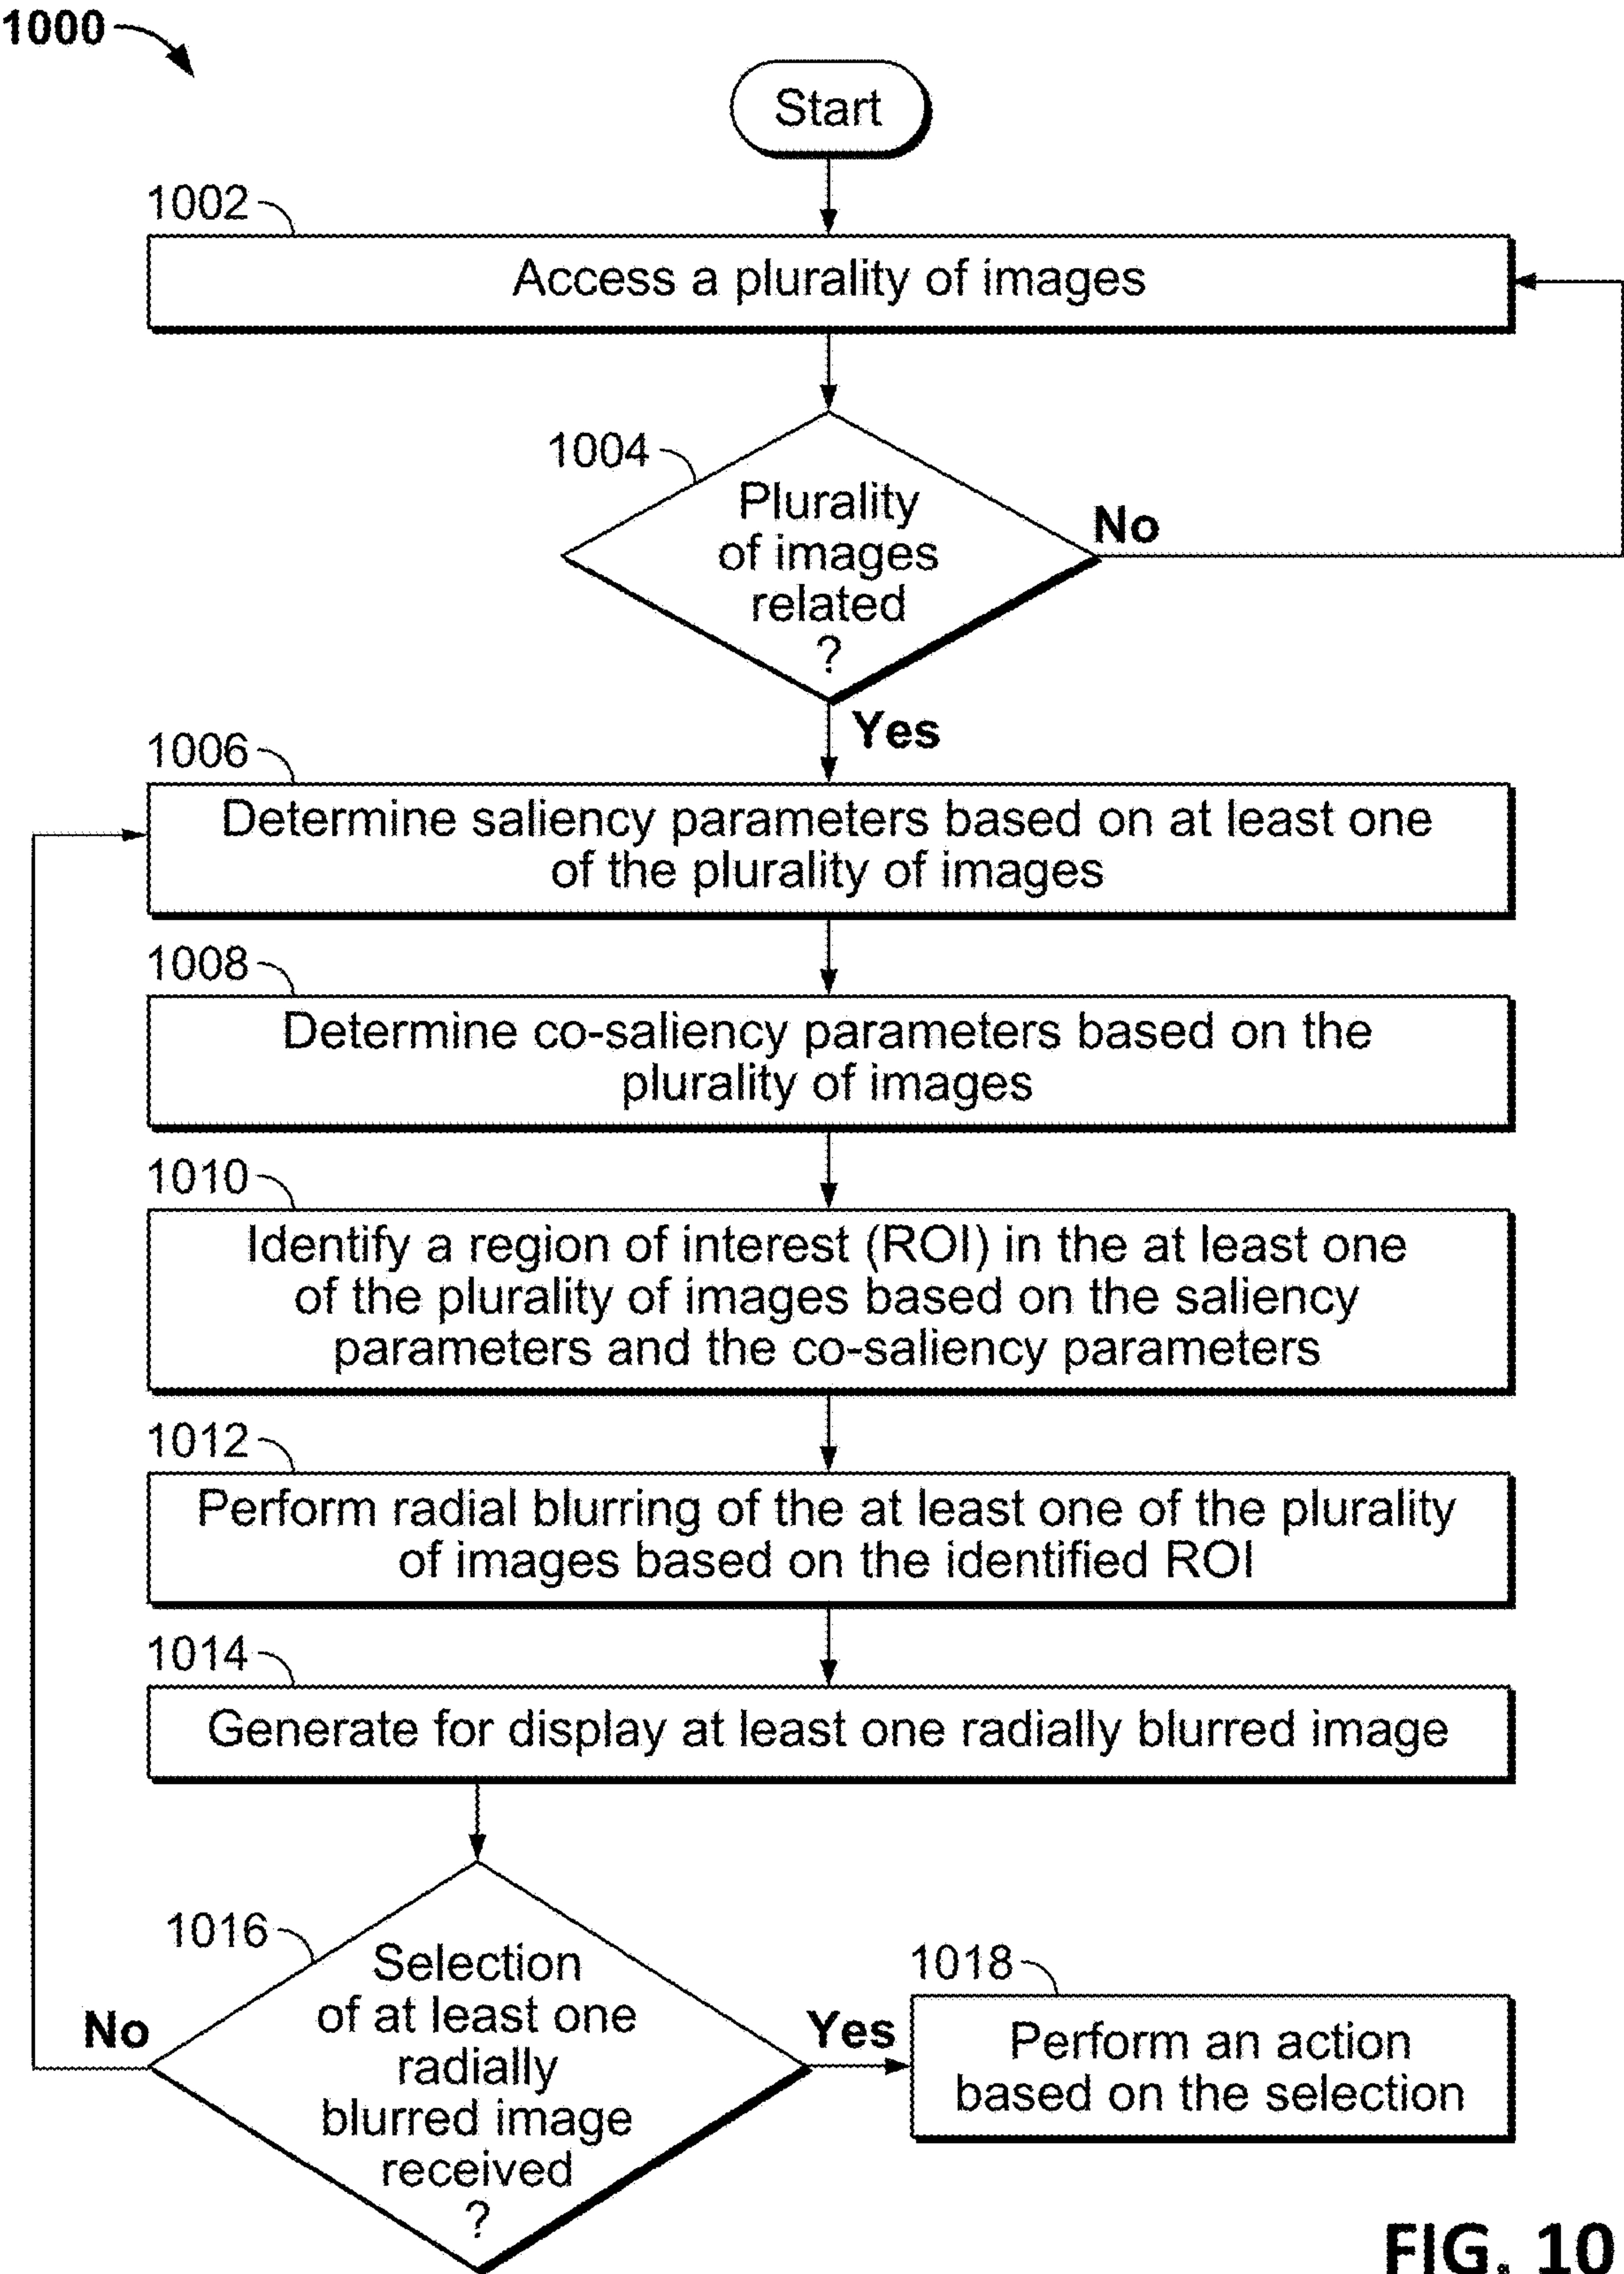 1000
Start
1002
Access a plurality of images
1004
Plurality
of images
related
?
No
Yes
1006
Determine saliency parameters based on at least one
of the plurality of images
1008
Determine co-saliency parameters based on the
plurality of images
1010
Identify a region of interest (ROI) in the at least one
of the plurality of images based on the saliency
parameters and the co-saliency parameters
1012
Perform radial blurring of the at least one of the plurality
of images based on the identified ROI
1014
Generate for display at least one radially blurred image
1016
Selection
of at least one
radially
blurred image
received
?
No
Yes
1018
Perform an action
based on the selection
FIG. 10